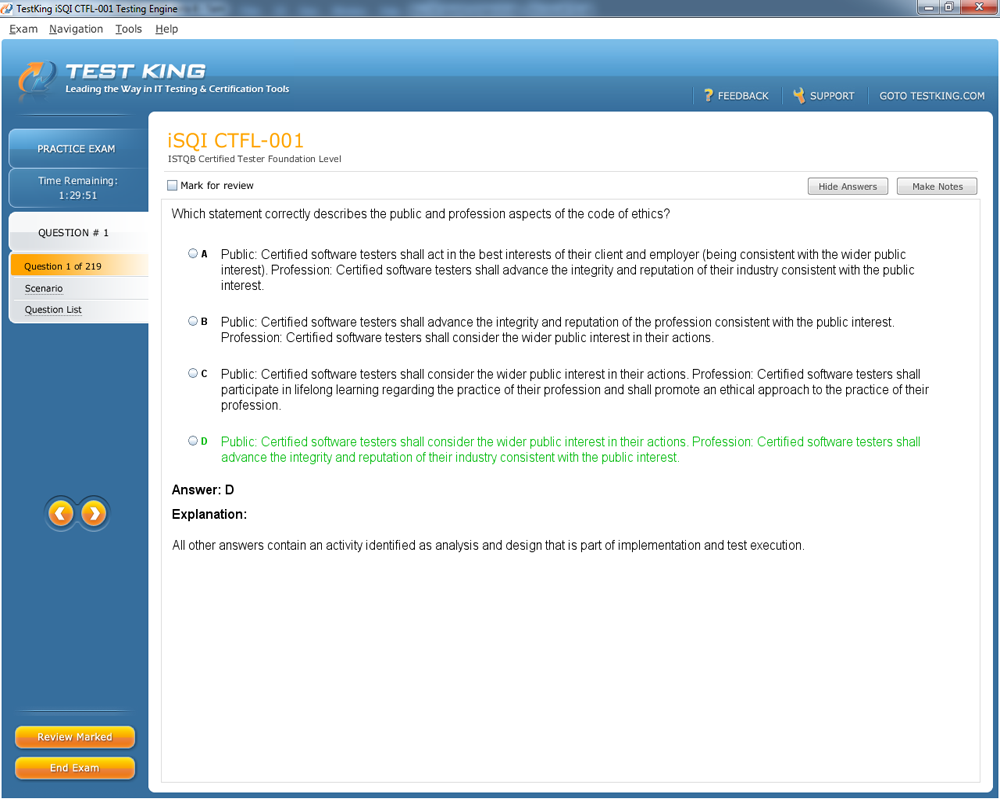 TestKing iSQI CTFL-001 Testing Engine
Exam Navigation Tools Help
TEST KING
Leading the Way in IT Testing & Certification Tools
FEEDBACK SUPPORT GOTO TESTKING.COM
PRACTICE EXAM
Time Remaining:
1:29:51
QUESTION # 1
Question 1 of 219
Scenario
Question List
iSQI CTFL-001
ISTQB Certified Tester Foundation Level
Mark for review
Hide Answers Make Notes
Which statement correctly describes the public and profession aspects of the code of ethics?
A Public: Certified software testers shall act in the best interests of their client and employer (being consistent with the wider public
interest). Profession: Certified software testers shall advance the integrity and reputation of their industry consistent with the public
interest.
B Public: Certified software testers shall advance the integrity and reputation of the profession consistent with the public interest.
Profession: Certified software testers shall consider the wider public interest in their actions.
C Public: Certified software testers shall consider the wider public interest in their actions. Profession: Certified software testers shall
participate in lifelong learning regarding the practice of their profession and shall promote an ethical approach to the practice of their
profession.
D Public: Certified software testers shall consider the wider public interest in their actions. Profession: Certified software testers shall
advance the integrity and reputation of their industry consistent with the public interest.
Answer: D
Explanation:
All other answers contain an activity identified as analysis and design that is part of implementation and test execution.
Review Marked
End Exam